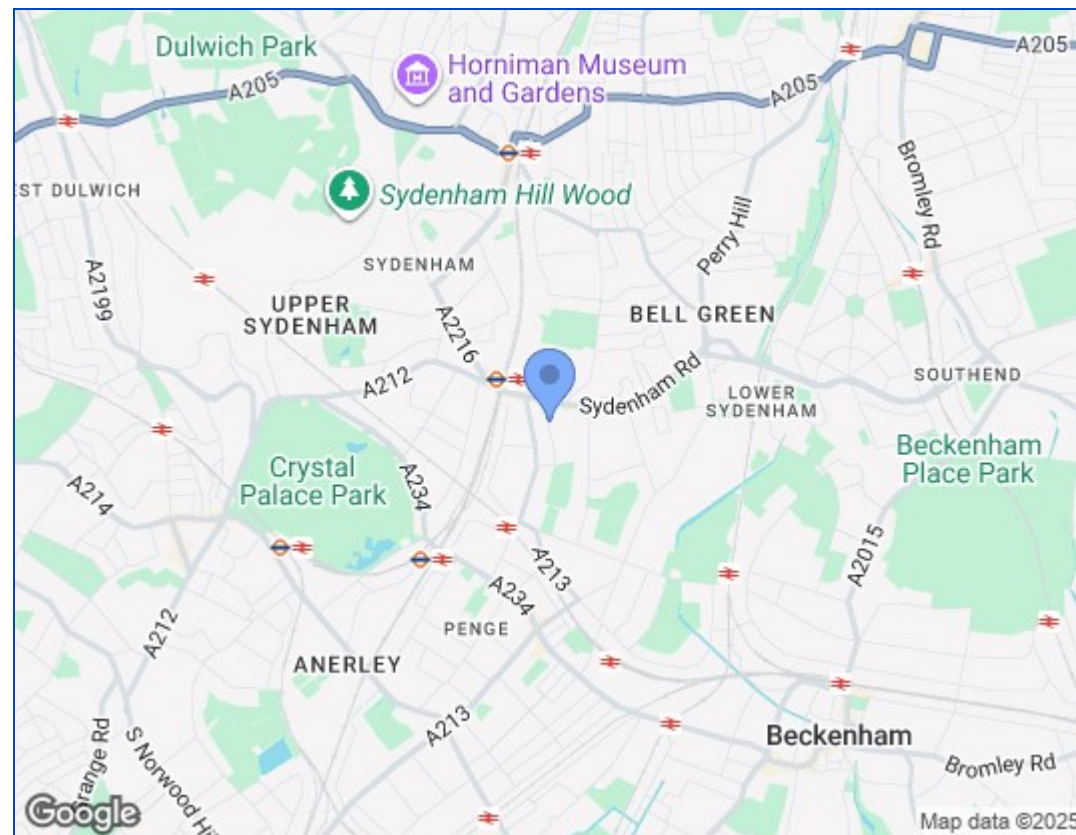 Dulwich Park
A205
Horniman Museum
and Gardens
A205
A205
EST DULWICH
Sydenham Hill Wood
Bromley Rd
Perry Hill
SYDENHAM
A2199
UPPER
SYDENHAM
A2216
BELL GREEN
A212
Sydenham Rd
SOUTHEND
LOWER
SYDENHAM
Crystal
Palace Park
A234
Beckenham
Place Park
A214
A213
A2015
A234
PENGE
A212
ANERLEY
A213
Beckenham
Bromley Rd
S Norwood Hi
Google
Map data ©2025